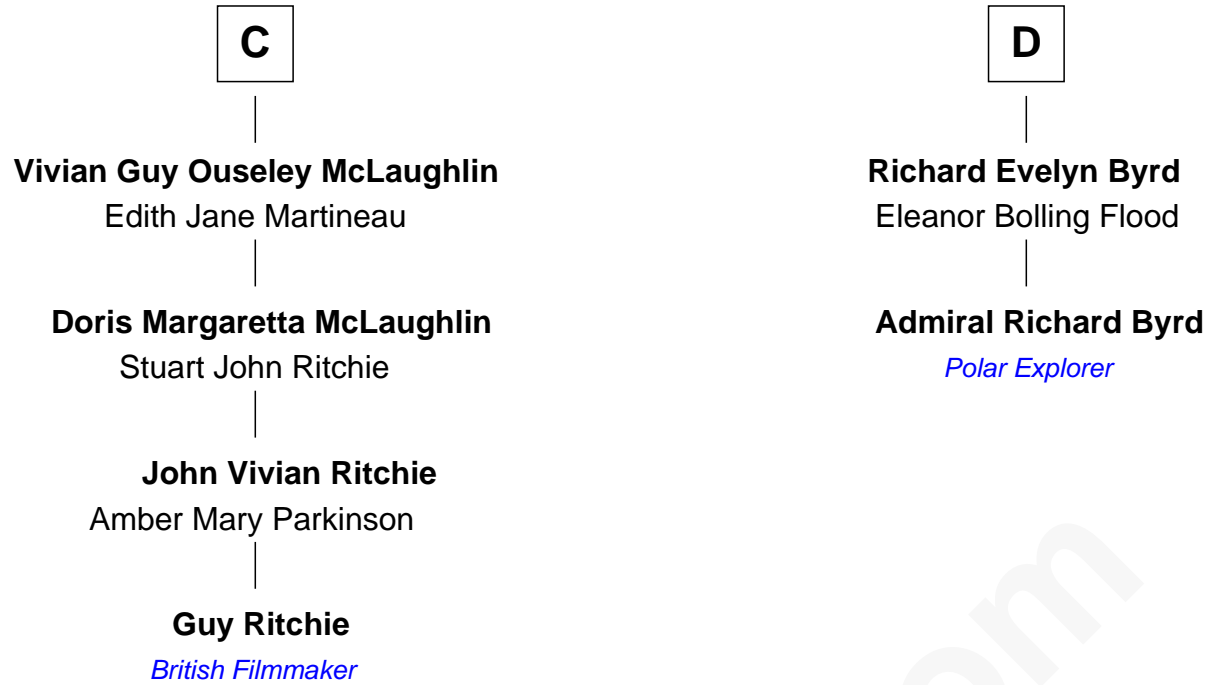 C
Vivian Guy Ouseley McLaughlin
Edith Jane Martineau
Doris Margaretta McLaughlin
Stuart John Ritchie
John Vivian Ritchie
Amber Mary Parkinson
Guy Ritchie
British Filmmaker
D
Richard Evelyn Byrd
Eleanor Bolling Flood
Admiral Richard Byrd
Polar Explorer
om